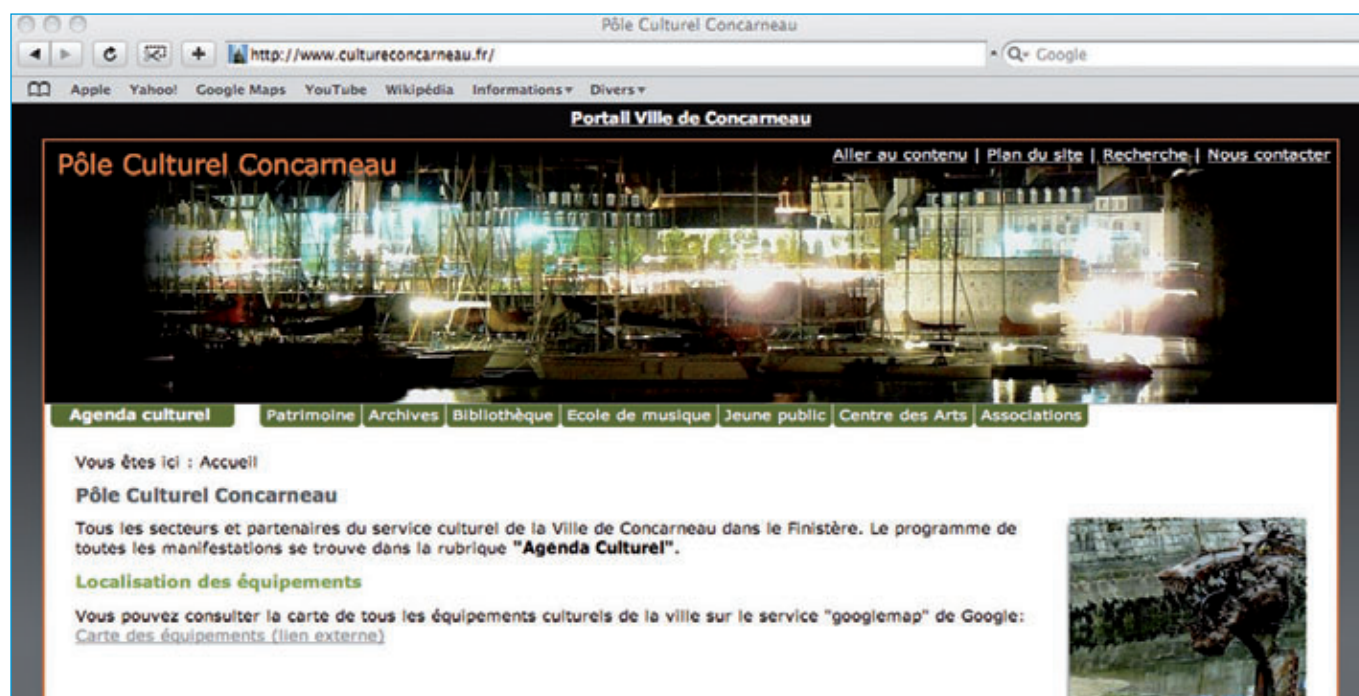 Pôle Culturel Concarneau
http://www.cultureconcarneau.fr/
Google
Apple Yahoo! Google Maps YouTube Wikipédia Informations Divers
Portail Ville de Concarneau
Pôle Culturel Concarneau
Aller au contenu | Plan du site | Recherche | Nous contacter
Agenda culturel Patrimoine Archives Bibliothèque Ecole de musique Jeune public Centre des Arts Associations
Vous êtes ici : Accueil
Pôle Culturel Concarneau
Tous les secteurs et partenaires du service culturel de la Ville de Concarneau dans le Finistère. Le programme de
toutes les manifestations se trouve dans la rubrique "Agenda Culturel".
Localisation des équipements
Vous pouvez consulter la carte de tous les équipements culturels de la ville sur le service "googlemap" de Google:
Carte des équipements (lien externe)